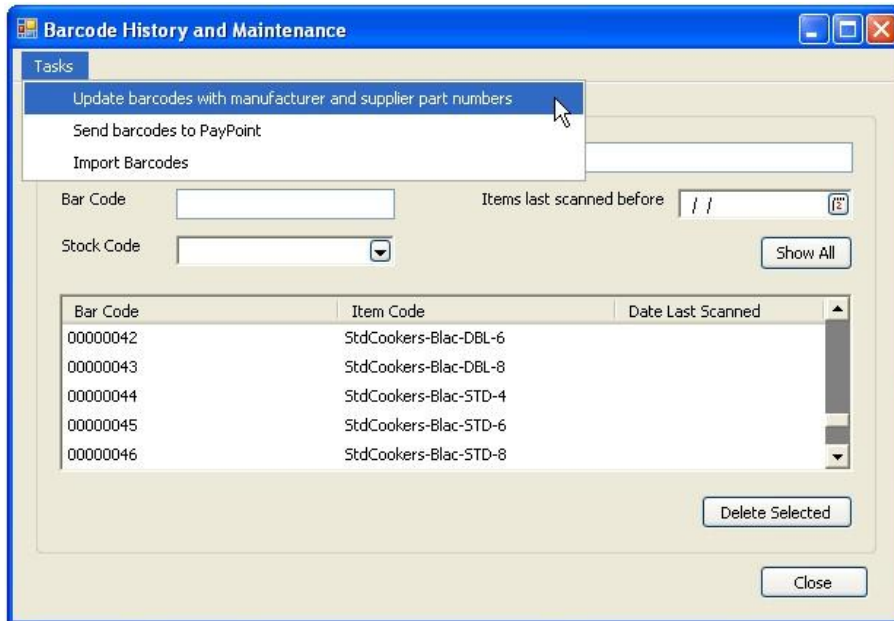 Barcode History and Maintenance
Tasks
Update barcodes with manufacturer and supplier part numbers
Send barcodes to PayPoint
Import Barcodes
Bar Code
Items last scanned before / /
Stock Code
Show All
Bar Code Item Code Date Last Scanned
00000042 StdCookers-Blac-DBL-6
00000043 StdCookers-Blac-DBL-8
00000044 StdCookers-Blac-STD-4
00000045 StdCookers-Blac-STD-6
00000046 StdCookers-Blac-STD-8
Delete Selected
Close